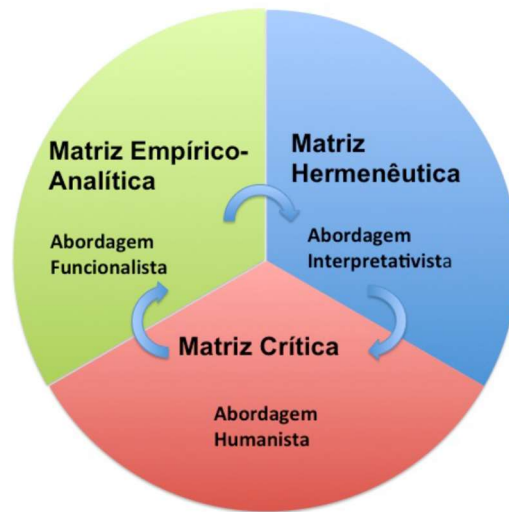 Matriz Empírico-
Analítica
Abordagem
Funcionalista
Matriz
Hermenêutica
Abordagem
Interpretativista
Matriz Crítica
Abordagem
Humanista